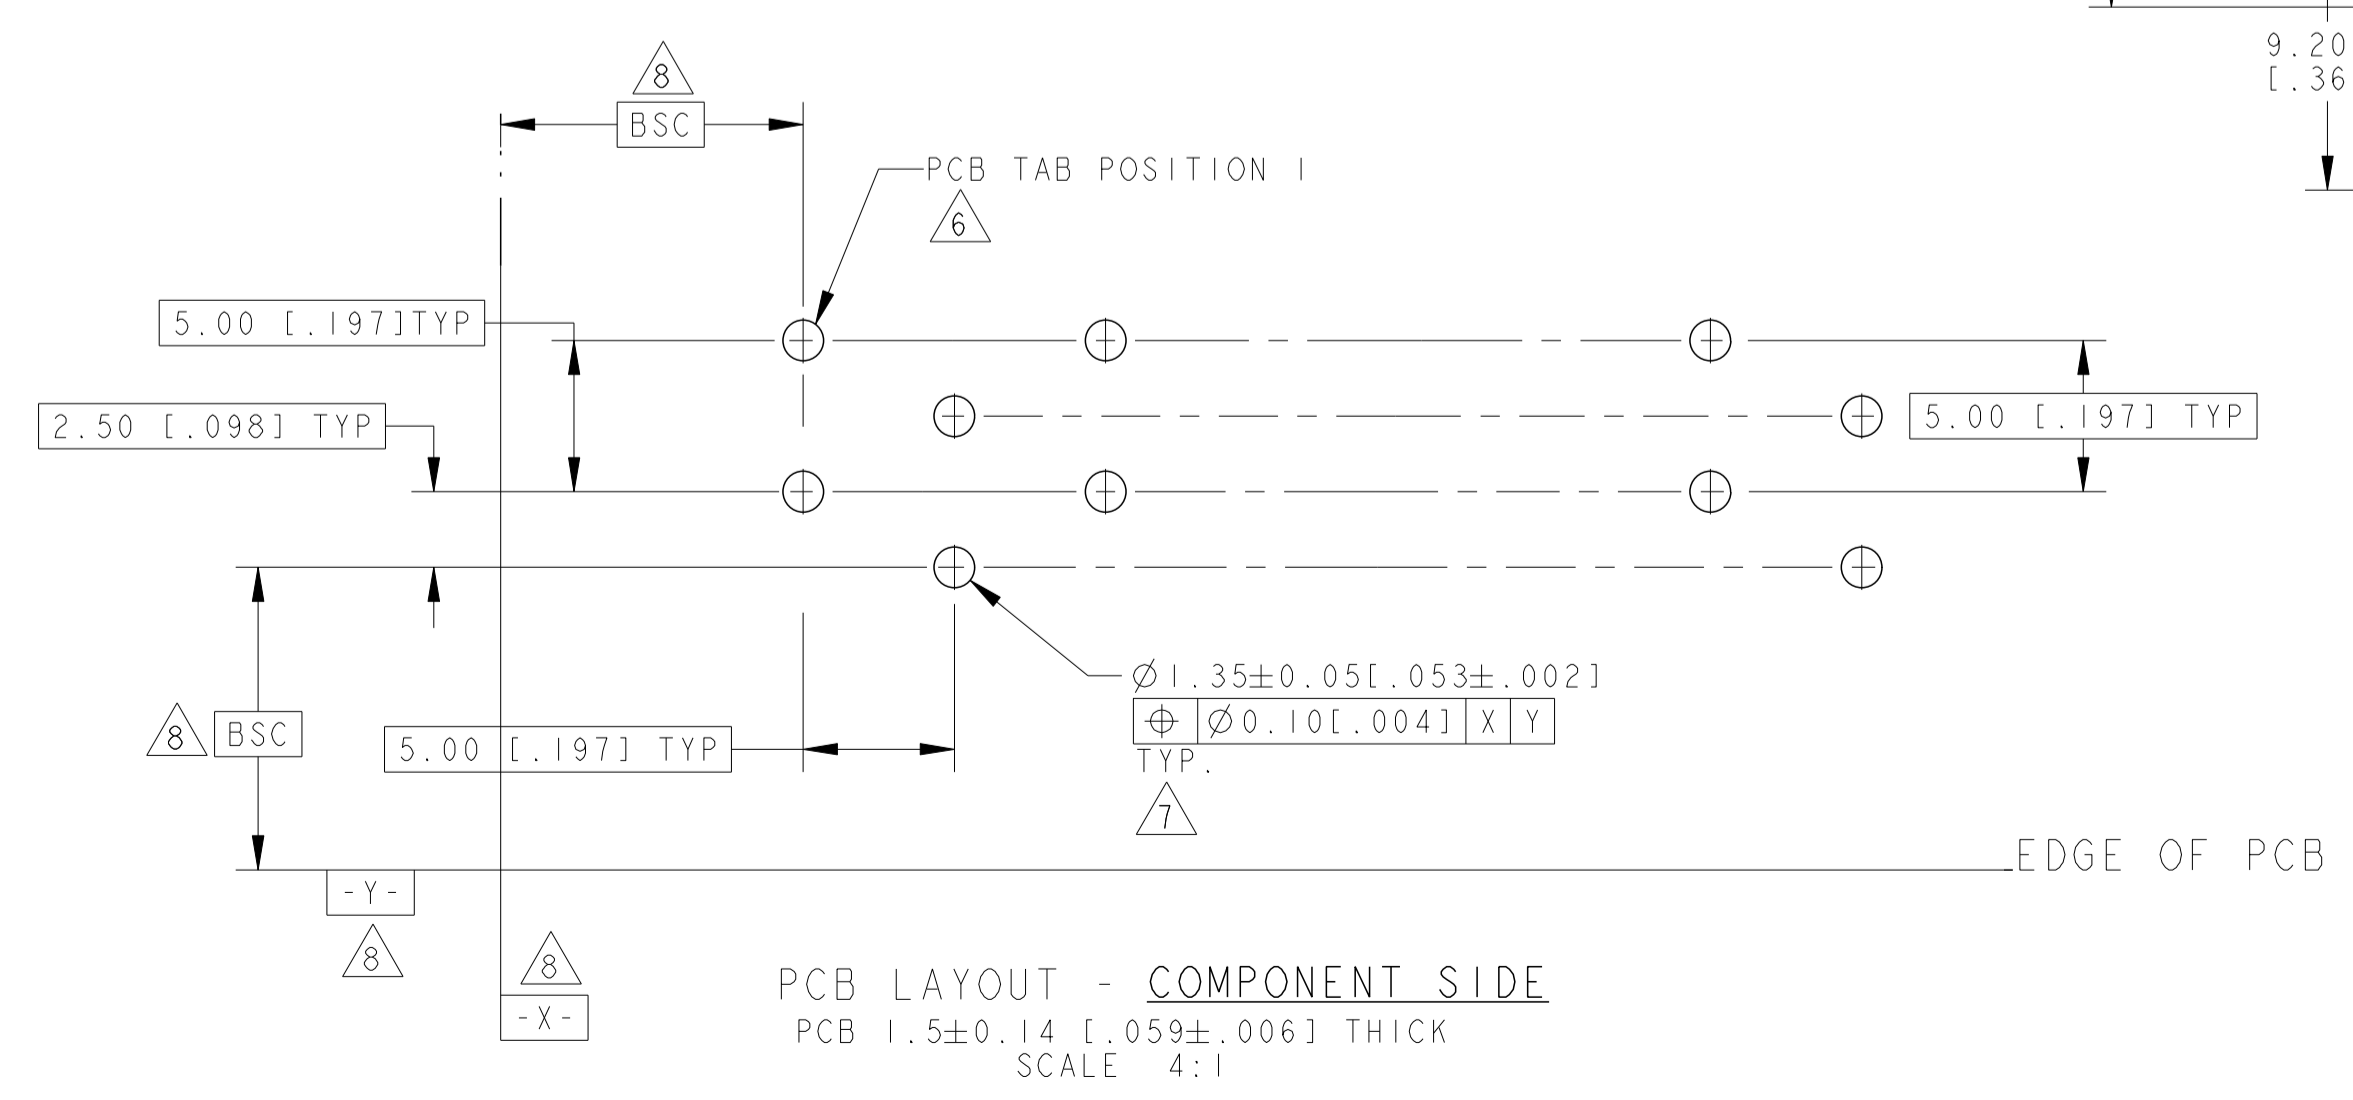 9.20
[.36
8
BSC
PCB TAB POSITION 1
6
5.00 [.197]TYP
2.50 [.098] TYP
5.00 [.197] TYP
⌀1.35±0.05[.053±.002]
⌖ ⌀0.10[.004] X Y
TYP.
7
8 BSC
5.00 [.197] TYP
EDGE OF PCB
-Y-
8
8
-X-
PCB LAYOUT - COMPONENT SIDE
PCB 1.5±0.14 [.059±.006] THICK
SCALE 4:1